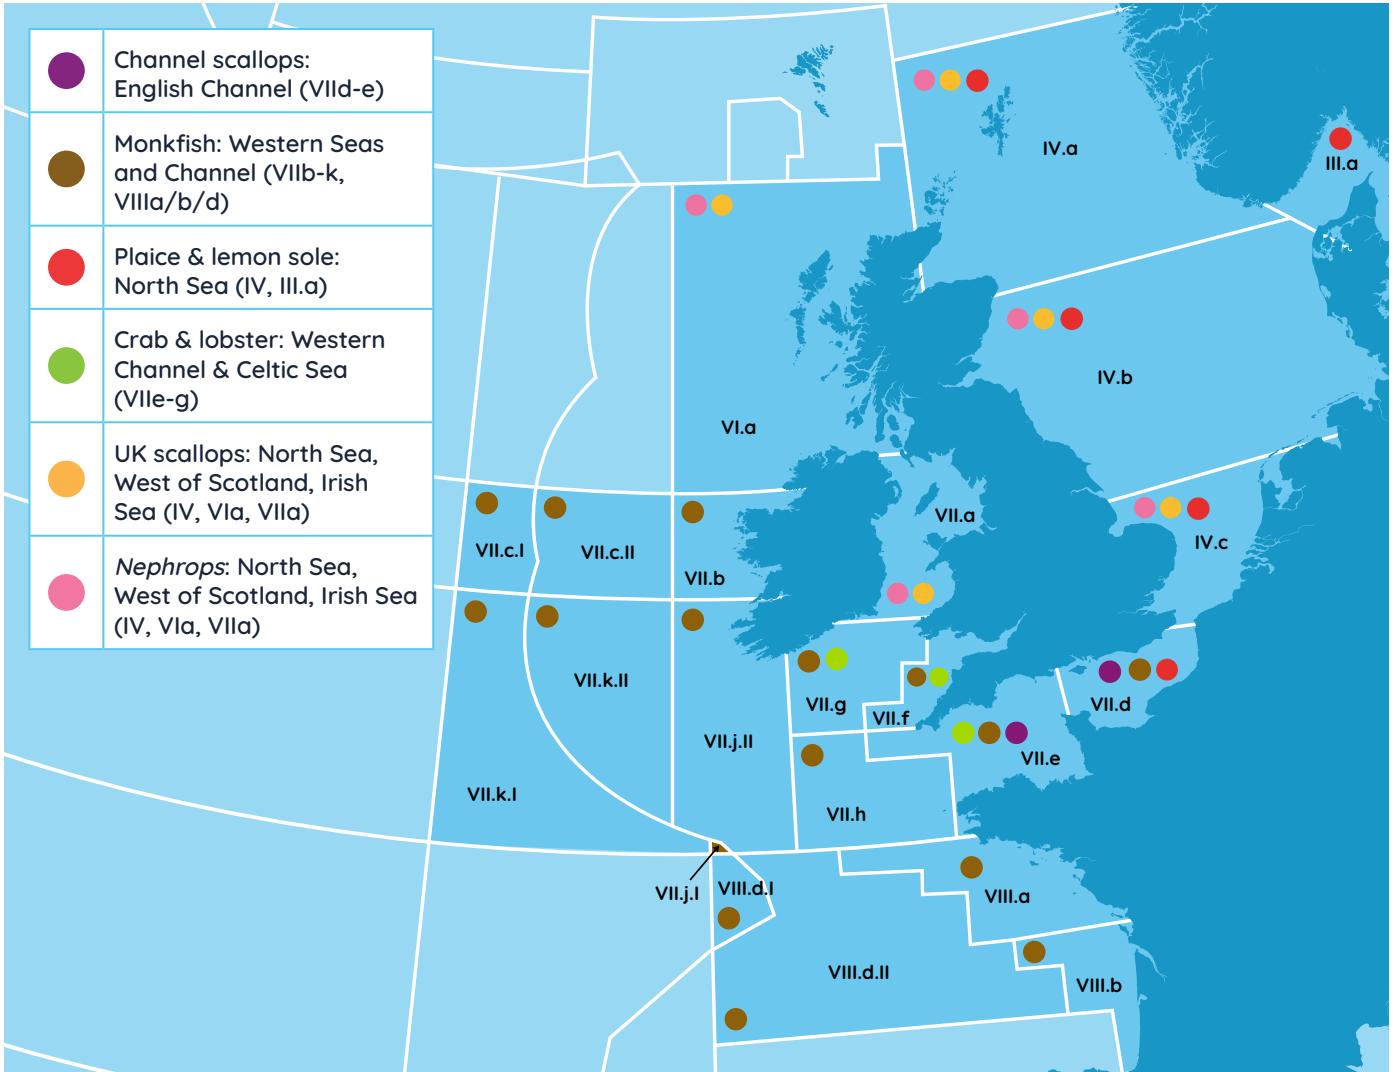 Channel scallops:
English Channel (VIId-e)
Monkfish: Western Seas
and Channel (VIIb-k,
VIIIa/b/d)
Plaice & lemon sole:
North Sea (IV, III.a)
Crab & lobster: Western
Channel & Celtic Sea
(VIIe-g)
UK scallops: North Sea,
West of Scotland, Irish
Sea (IV, VIa, VIIa)
Nephrops: North Sea,
West of Scotland, Irish Sea
(IV, VIa, VIIa)
IV.a
III.a
IV.b
VI.a
VII.a
IV.c
VII.c.I
VII.c.II
VII.b
VII.k.II
VII.g
VII.f
VII.d
VII.j.II
VII.e
VII.k.I
VII.h
VII.j.I
VIII.d.I
VIII.a
VIII.d.II
VIII.b